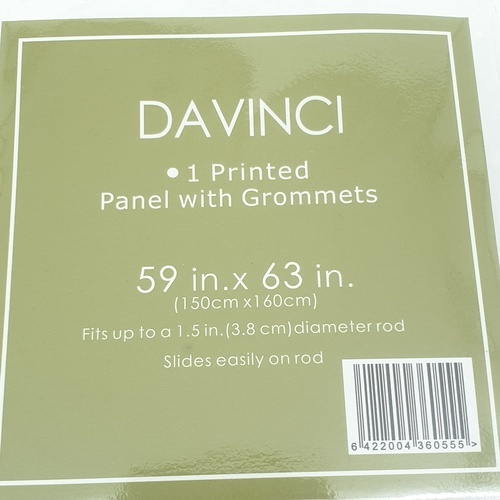 DAVINCI
• 1 Printed
Panel with Grommets
59 in.x 63 in.
(150cm x160cm)
Fits up to a 1.5 in.(3.8 cm)diameter rod
Slides easily on rod
6 422004 360555 >